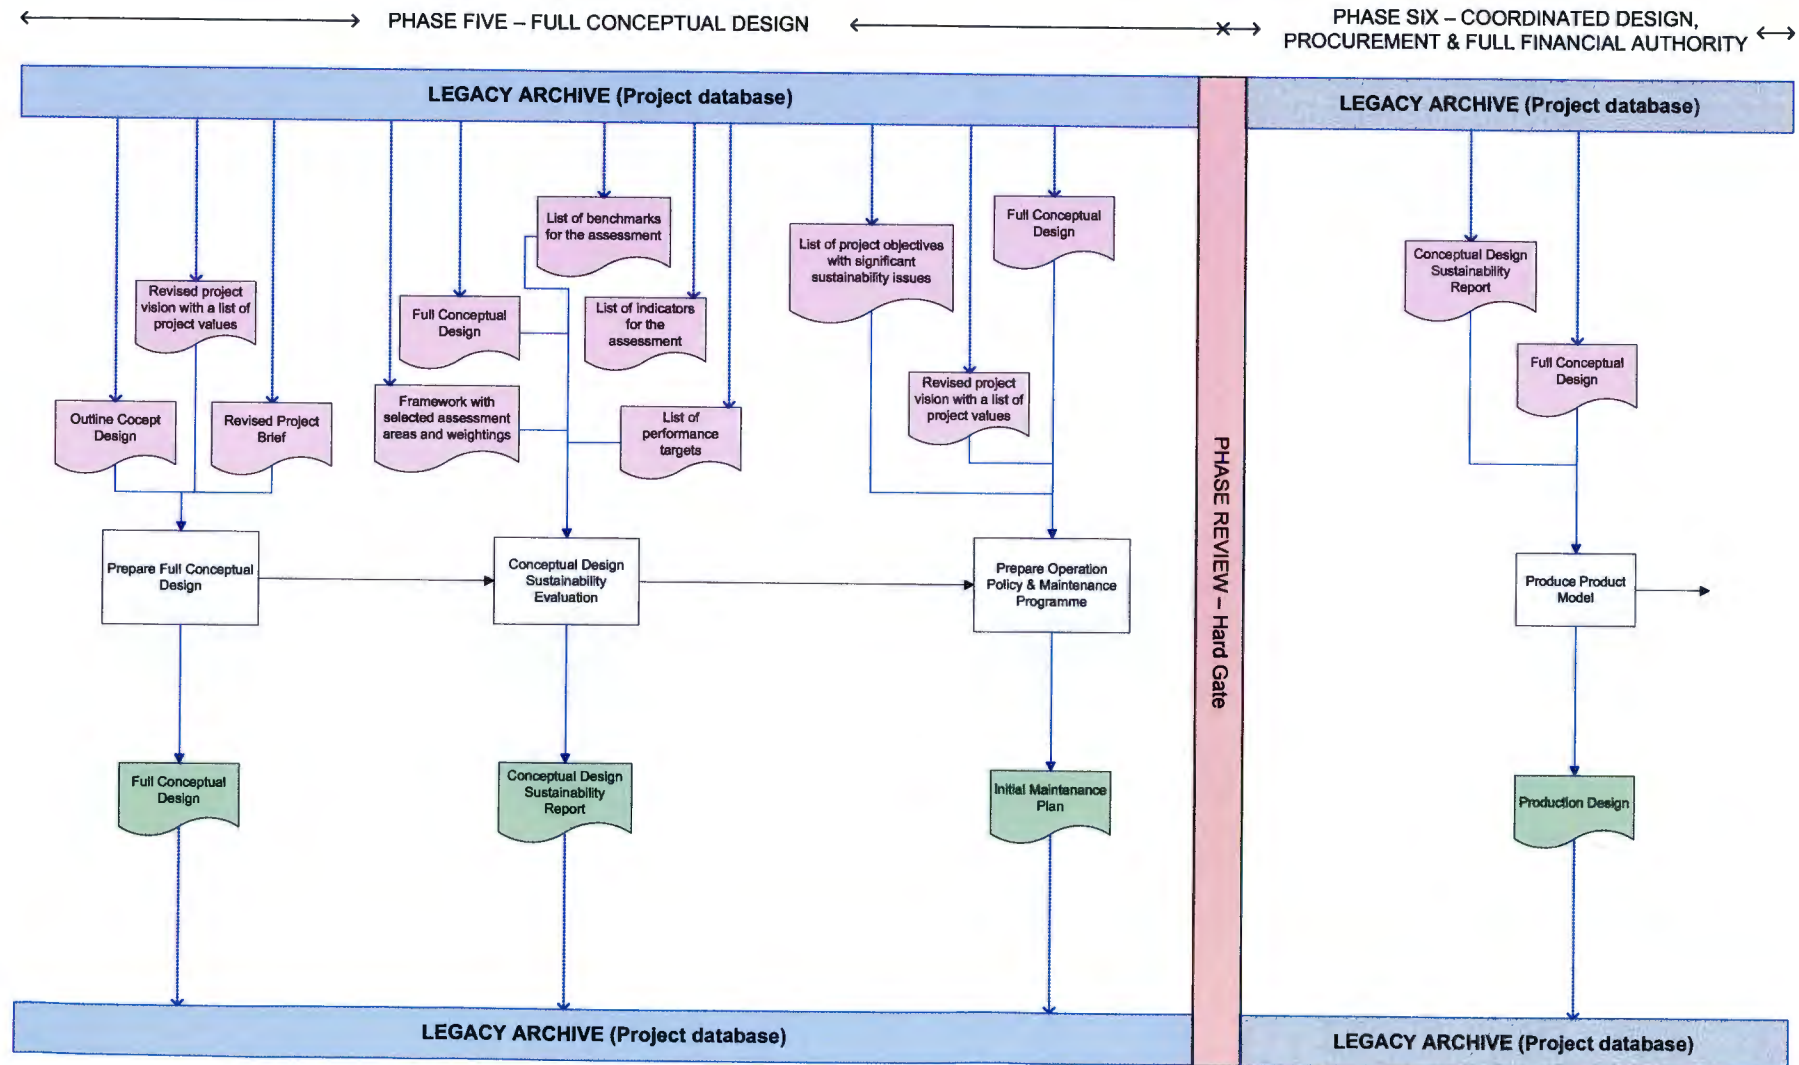 PHASE FIVE – FULL CONCEPTUAL DESIGN
PHASE SIX – COORDINATED DESIGN,
PROCUREMENT & FULL FINANCIAL AUTHORITY
LEGACY ARCHIVE (Project database)
LEGACY ARCHIVE (Project database)
Outline Cocept
Design
Revised project
vision with a list of
project values
Revised Project
Brief
Framework with
selected assessment
areas and weightings
Full Conceptual
Design
List of benchmarks
for the assessment
List of indicators
for the
assessment
List of
performance
targets
List of project objectives
with significant
sustainability issues
Revised project
vision with a list of
project values
Full Conceptual
Design
Conceptual Design
Sustainability
Report
Full Conceptual
Design
PHASE REVIEW – Hard Gate
Prepare Full Conceptual
Design
Conceptual Design
Sustainability
Evaluation
Prepare Operation
Policy & Maintenance
Programme
Produce Product
Model
Full Conceptual
Design
Conceptual Design
Sustainability
Report
Initial Maintenance
Plan
Production Design
LEGACY ARCHIVE (Project database)
LEGACY ARCHIVE (Project database)